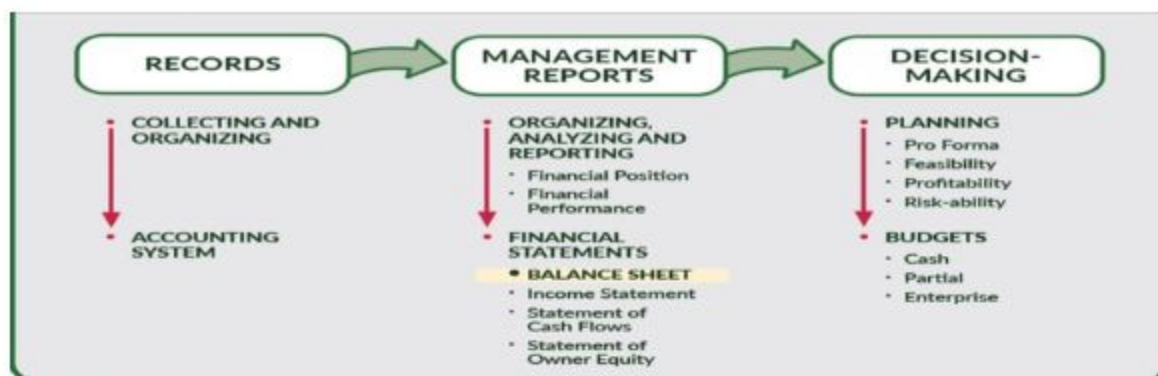 RECORDS
MANAGEMENT
REPORTS
DECISION-
MAKING
• COLLECTING AND
ORGANIZING
• ACCOUNTING
SYSTEM
• ORGANIZING,
ANALYZING AND
REPORTING
• Financial Position
• Financial
Performance
• FINANCIAL
STATEMENTS
• BALANCE SHEET
• Income Statement
• Statement of
Cash Flows
• Statement of
Owner Equity
• PLANNING
• Pro Forma
• Feasibility
• Profitability
• Risk-ability
• BUDGETS
• Cash
• Partial
• Enterprise